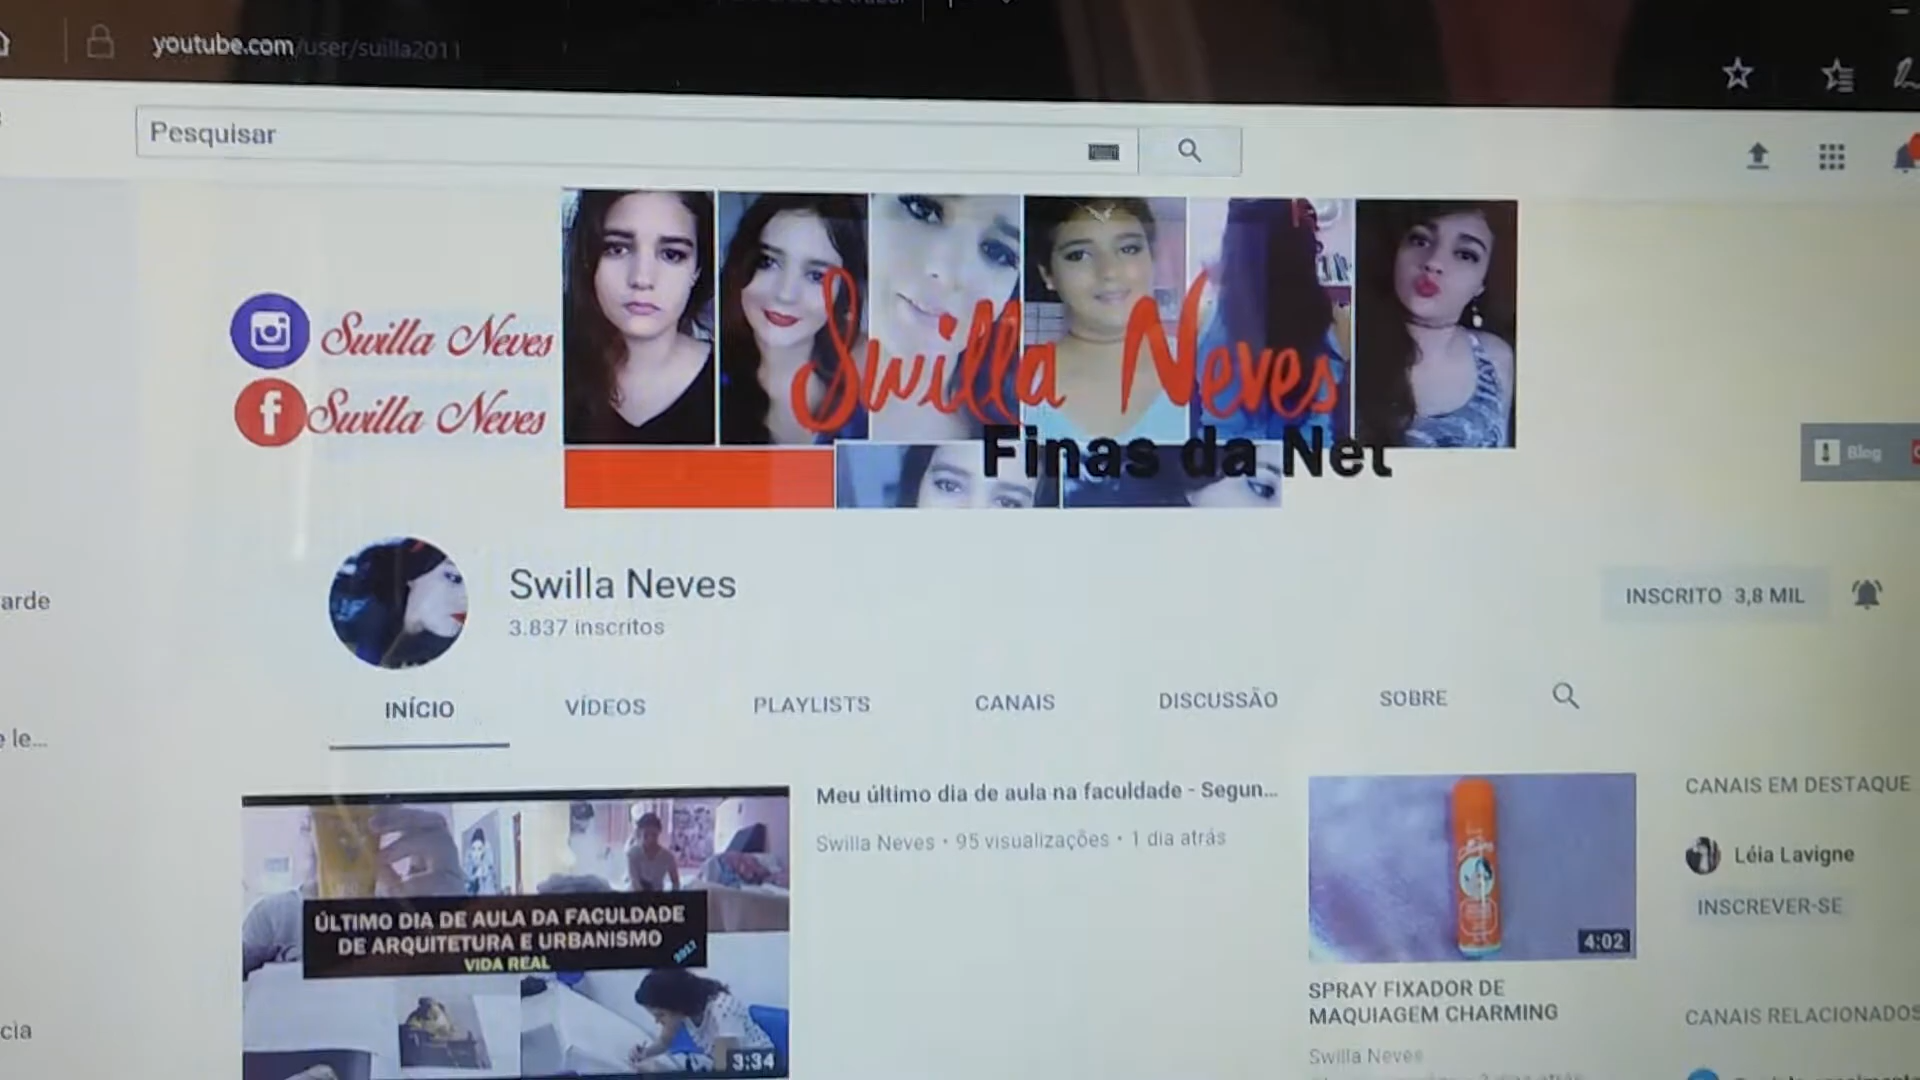 youtube.com/user/suilla2011
Pesquisar
Swilla Neves
Swilla Neves
Swilla Neves
Finas da Net
Blog
Swilla Neves
3.837 inscritos
INSCRITO 3,8 MIL
arde
INÍCIO
VÍDEOS
PLAYLISTS
CANAIS
DISCUSSÃO
SOBRE
e le...
Meu último dia de aula na faculdade - Segun...
Swilla Neves • 95 visualizações • 1 dia atrás
ÚLTIMO DIA DE AULA DA FACULDADE
DE ARQUITETURA E URBANISMO
VIDA REAL
3:34
4:02
SPRAY FIXADOR DE
MAQUIAGEM CHARMING
Swilla Neves
CANAIS EM DESTAQUE
Léia Lavigne
INSCREVER-SE
CANAIS RELACIONADOS
cia